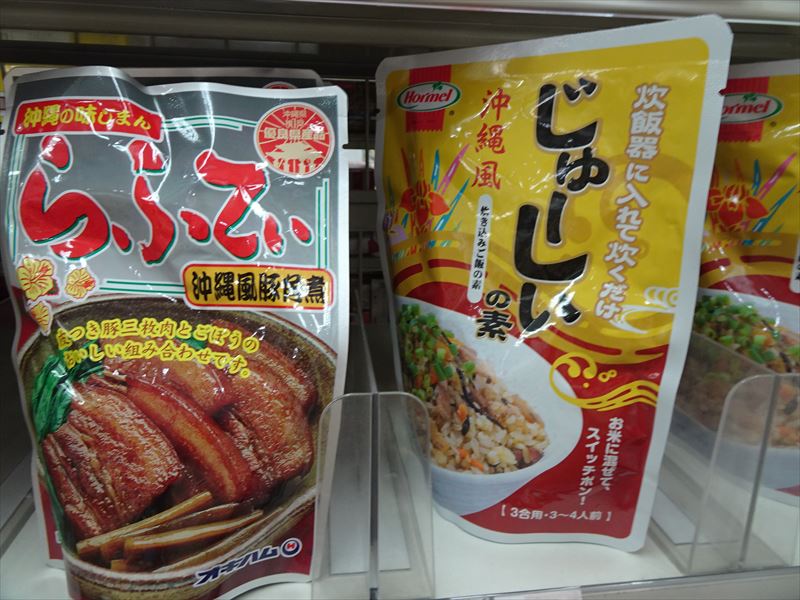 沖縄の味じまん
沖縄県
優良県産品
らふてぃ
沖縄風豚角煮
皮つき豚三枚肉とごぼうの
おいしい組み合わせです。
オキハム
Hormel
沖縄風
じゅーしぃ
の素
炊き込みご飯の素
炊飯器に入れて炊くだけ
お米に混ぜて、
スイッチポン!
【3合用・3~4人前】
Hormel